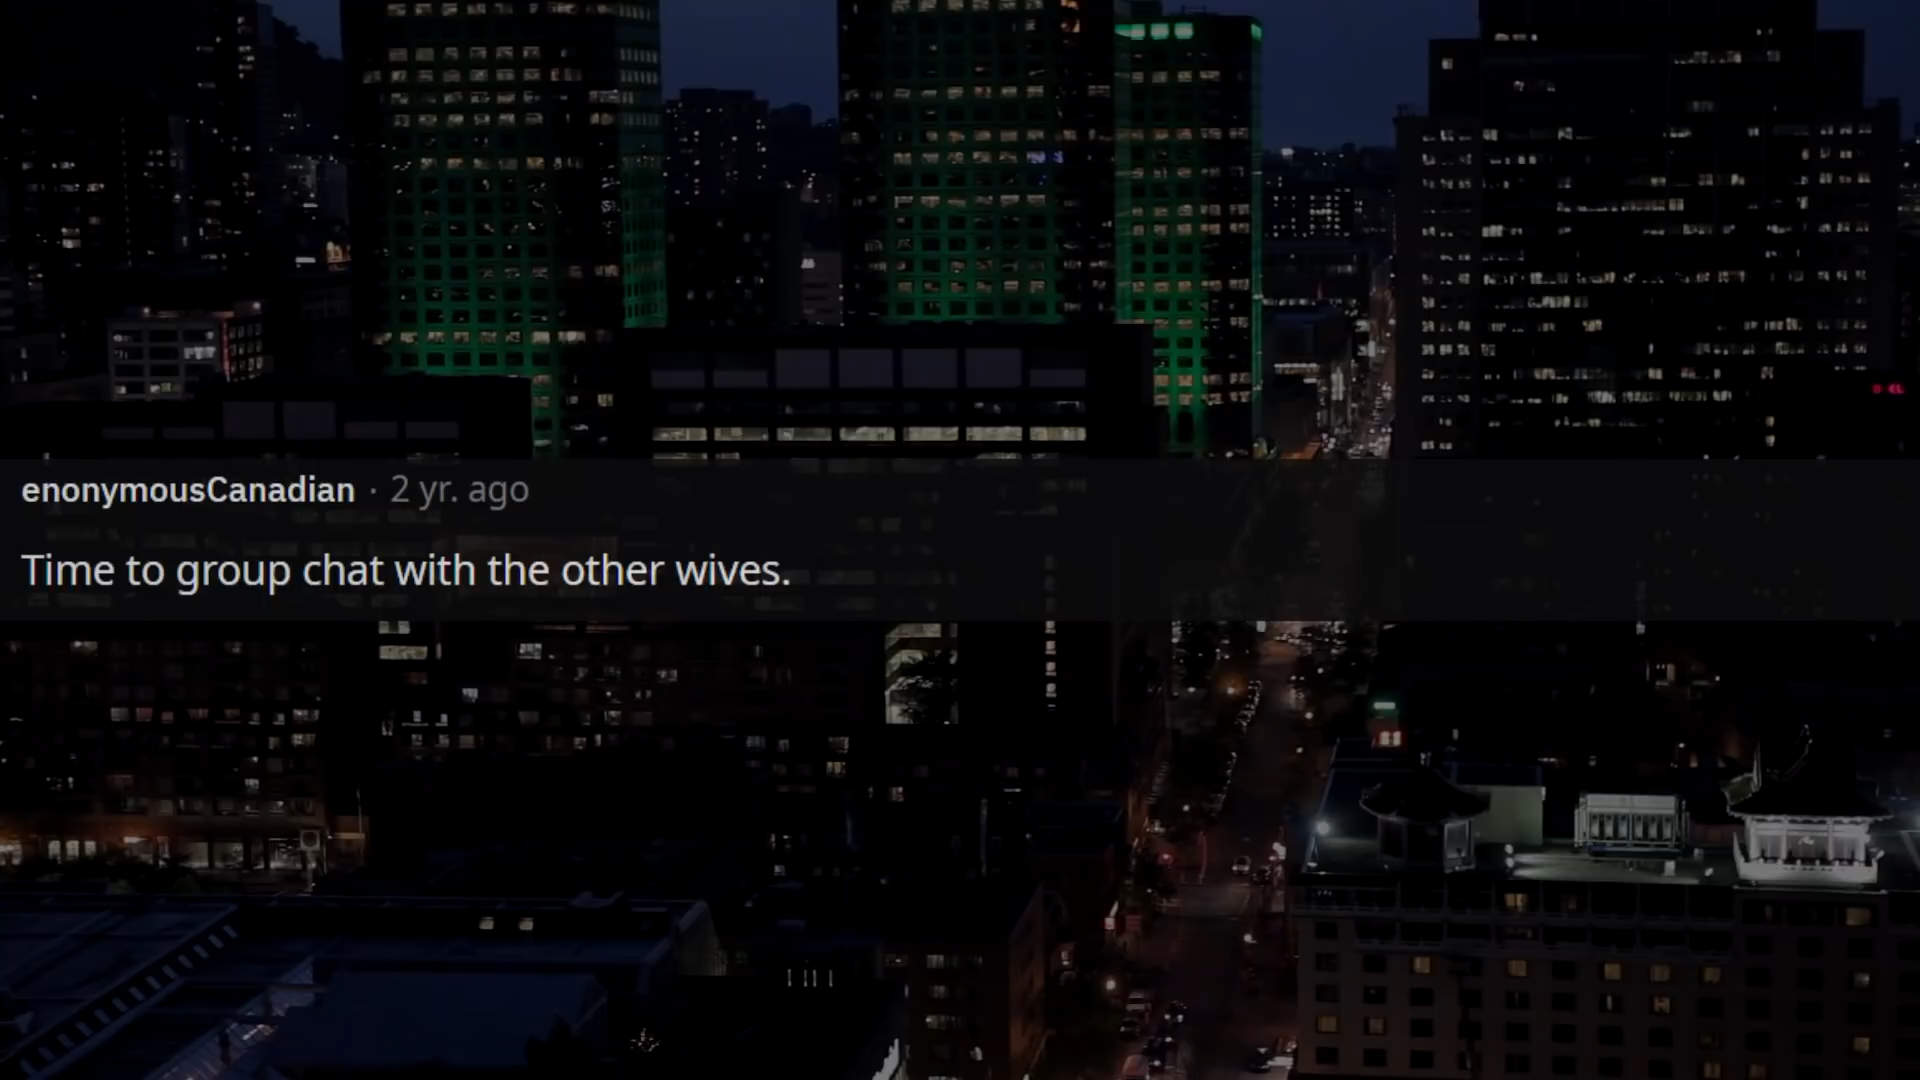 enonymousCanadian · 2 yr. ago
Time to group chat with the other wives.